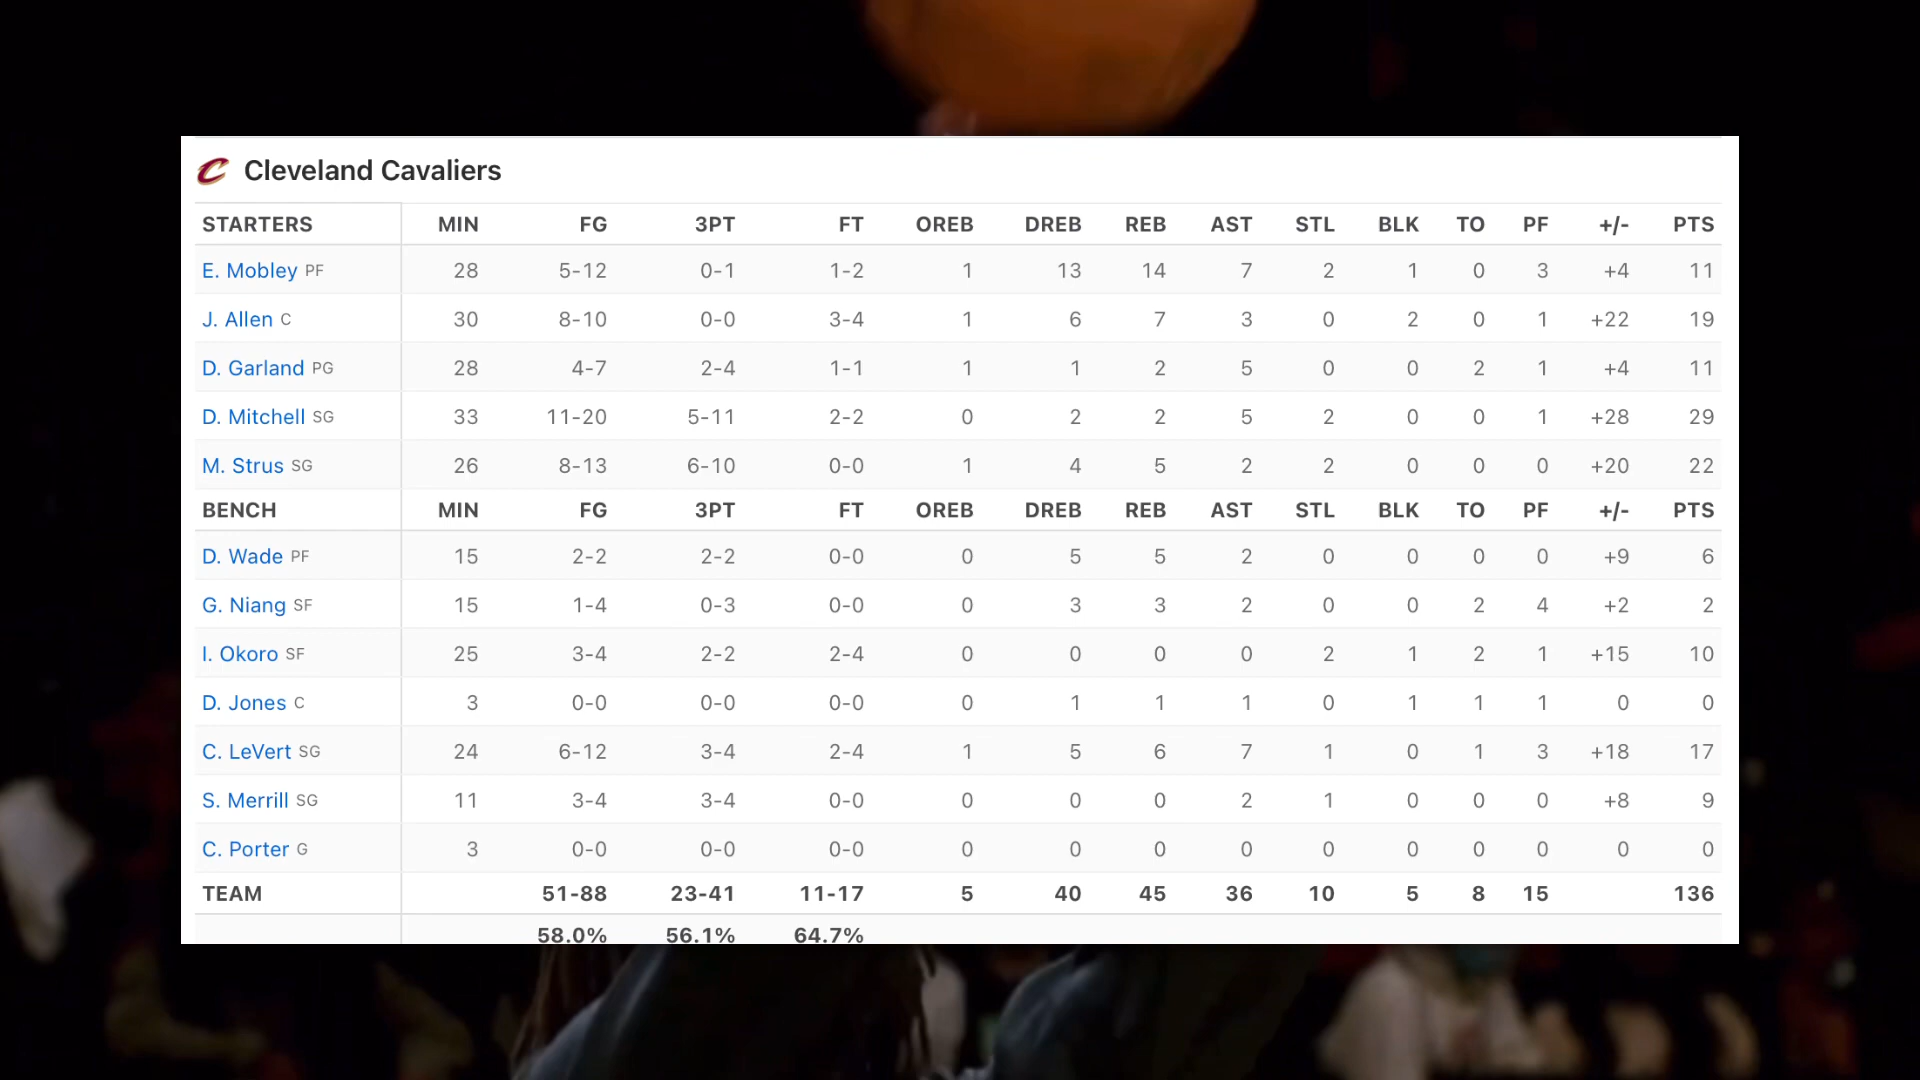 Cleveland Cavaliers
STARTERS MIN FG 3PT FT OREB DREB REB AST STL BLK TO PF +/- PTS
E. Mobley PF 28 5-12 0-1 1-2 1 13 14 7 2 1 0 3 +4 11
J. Allen C 30 8-10 0-0 3-4 1 6 7 3 0 2 0 1 +22 19
D. Garland PG 28 4-7 2-4 1-1 1 1 2 5 0 0 2 1 +4 11
D. Mitchell SG 33 11-20 5-11 2-2 0 2 2 5 2 0 0 1 +28 29
M. Strus SG 26 8-13 6-10 0-0 1 4 5 2 2 0 0 0 +20 22
BENCH MIN FG 3PT FT OREB DREB REB AST STL BLK TO PF +/- PTS
D. Wade PF 15 2-2 2-2 0-0 0 5 5 2 0 0 0 0 +9 6
G. Niang SF 15 1-4 0-3 0-0 0 3 3 2 0 0 2 4 +2 2
I. Okoro SF 25 3-4 2-2 2-4 0 0 0 0 2 1 2 1 +15 10
D. Jones C 3 0-0 0-0 0-0 0 1 1 1 0 1 1 1 0 0
C. LeVert SG 24 6-12 3-4 2-4 1 5 6 7 1 0 1 3 +18 17
S. Merrill SG 11 3-4 3-4 0-0 0 0 0 2 1 0 0 0 +8 9
C. Porter G 3 0-0 0-0 0-0 0 0 0 0 0 0 0 0 0 0
TEAM 51-88 23-41 11-17 5 40 45 36 10 5 8 15 136
58.0% 56.1% 64.7%